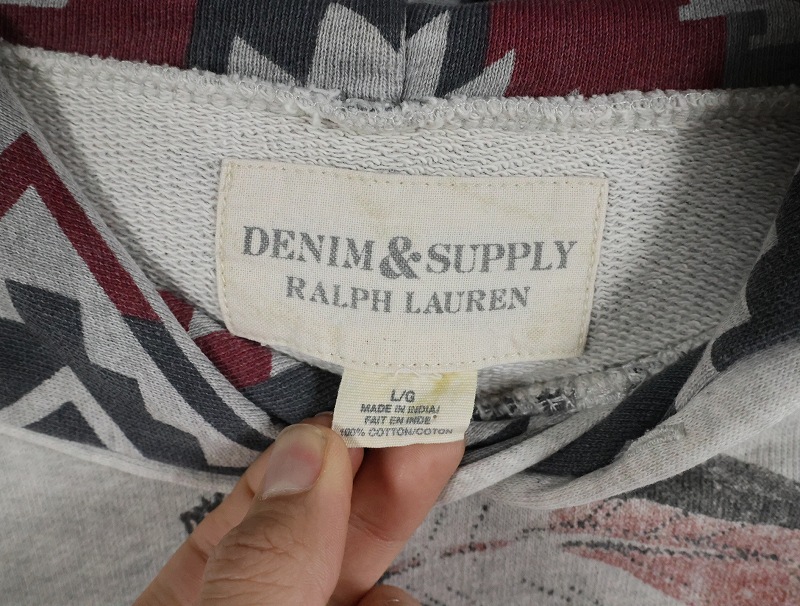 DENIM & SUPPLY
RALPH LAUREN
L/G
MADE IN INDIA/
FAIT EN INDE
100% COTTON/COTON